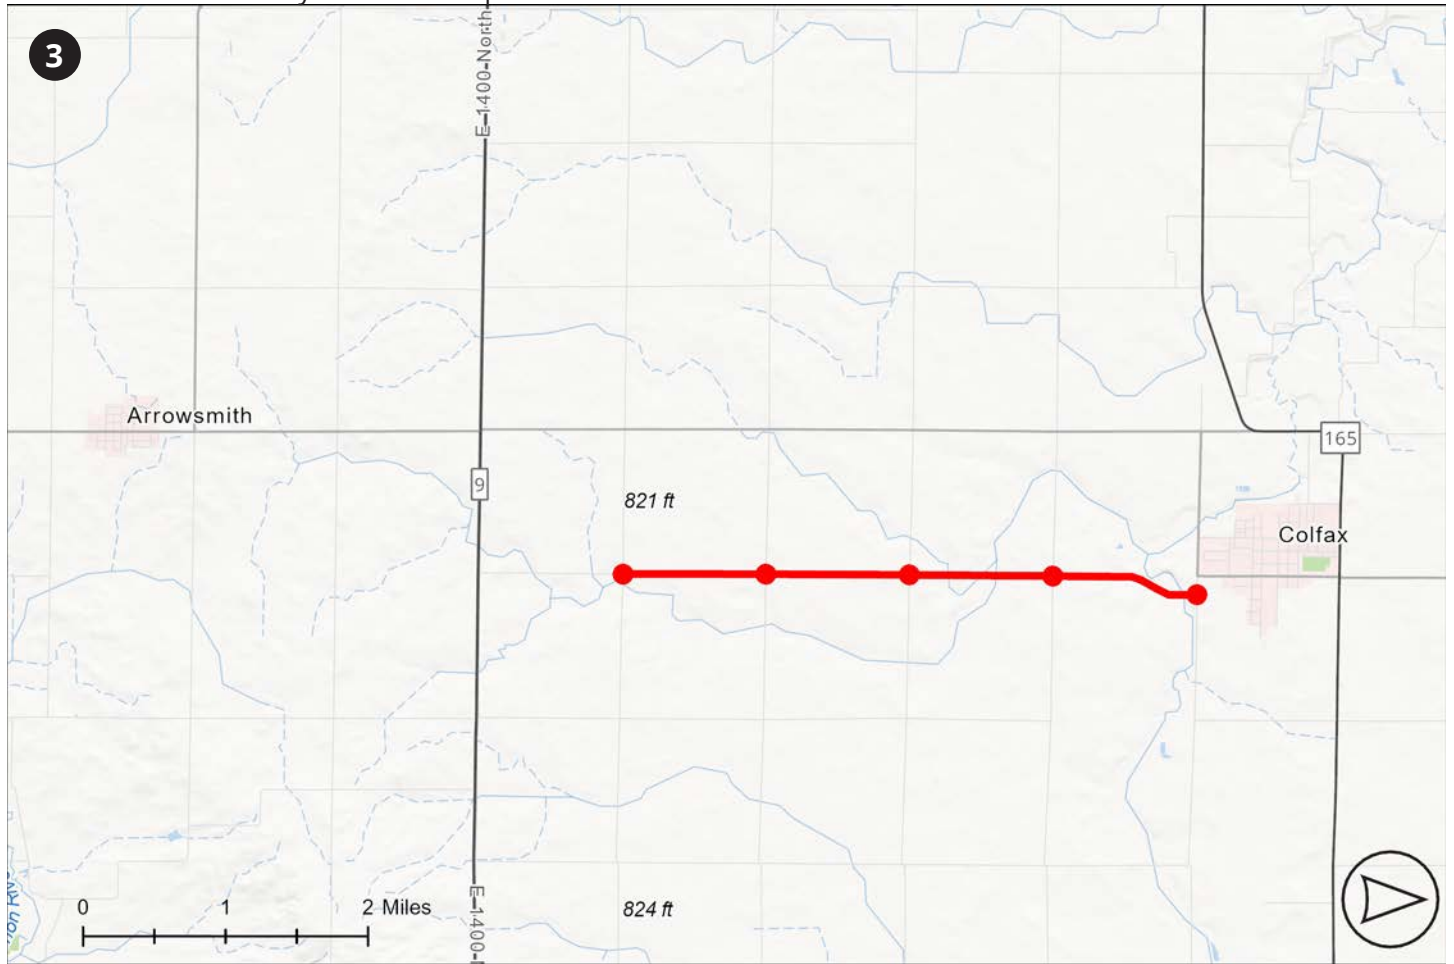 3
E 1400 North
Arrowsmith
165
9
821 ft
Colfax
0 1 2 Miles
824 ft
E 1400